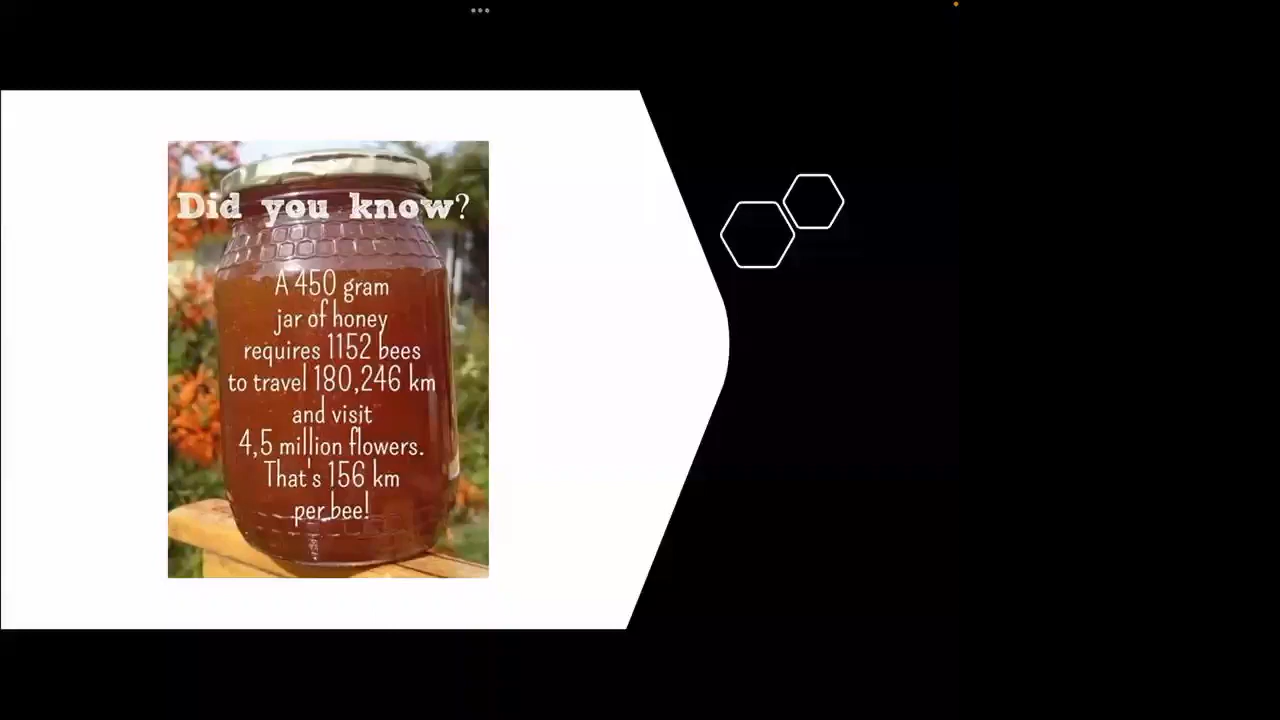 Did you know?
A 450 gram
jar of honey
requires 1152 bees
to travel 180,246 km
and visit
4,5 million flowers.
That's 156 km
per bee!